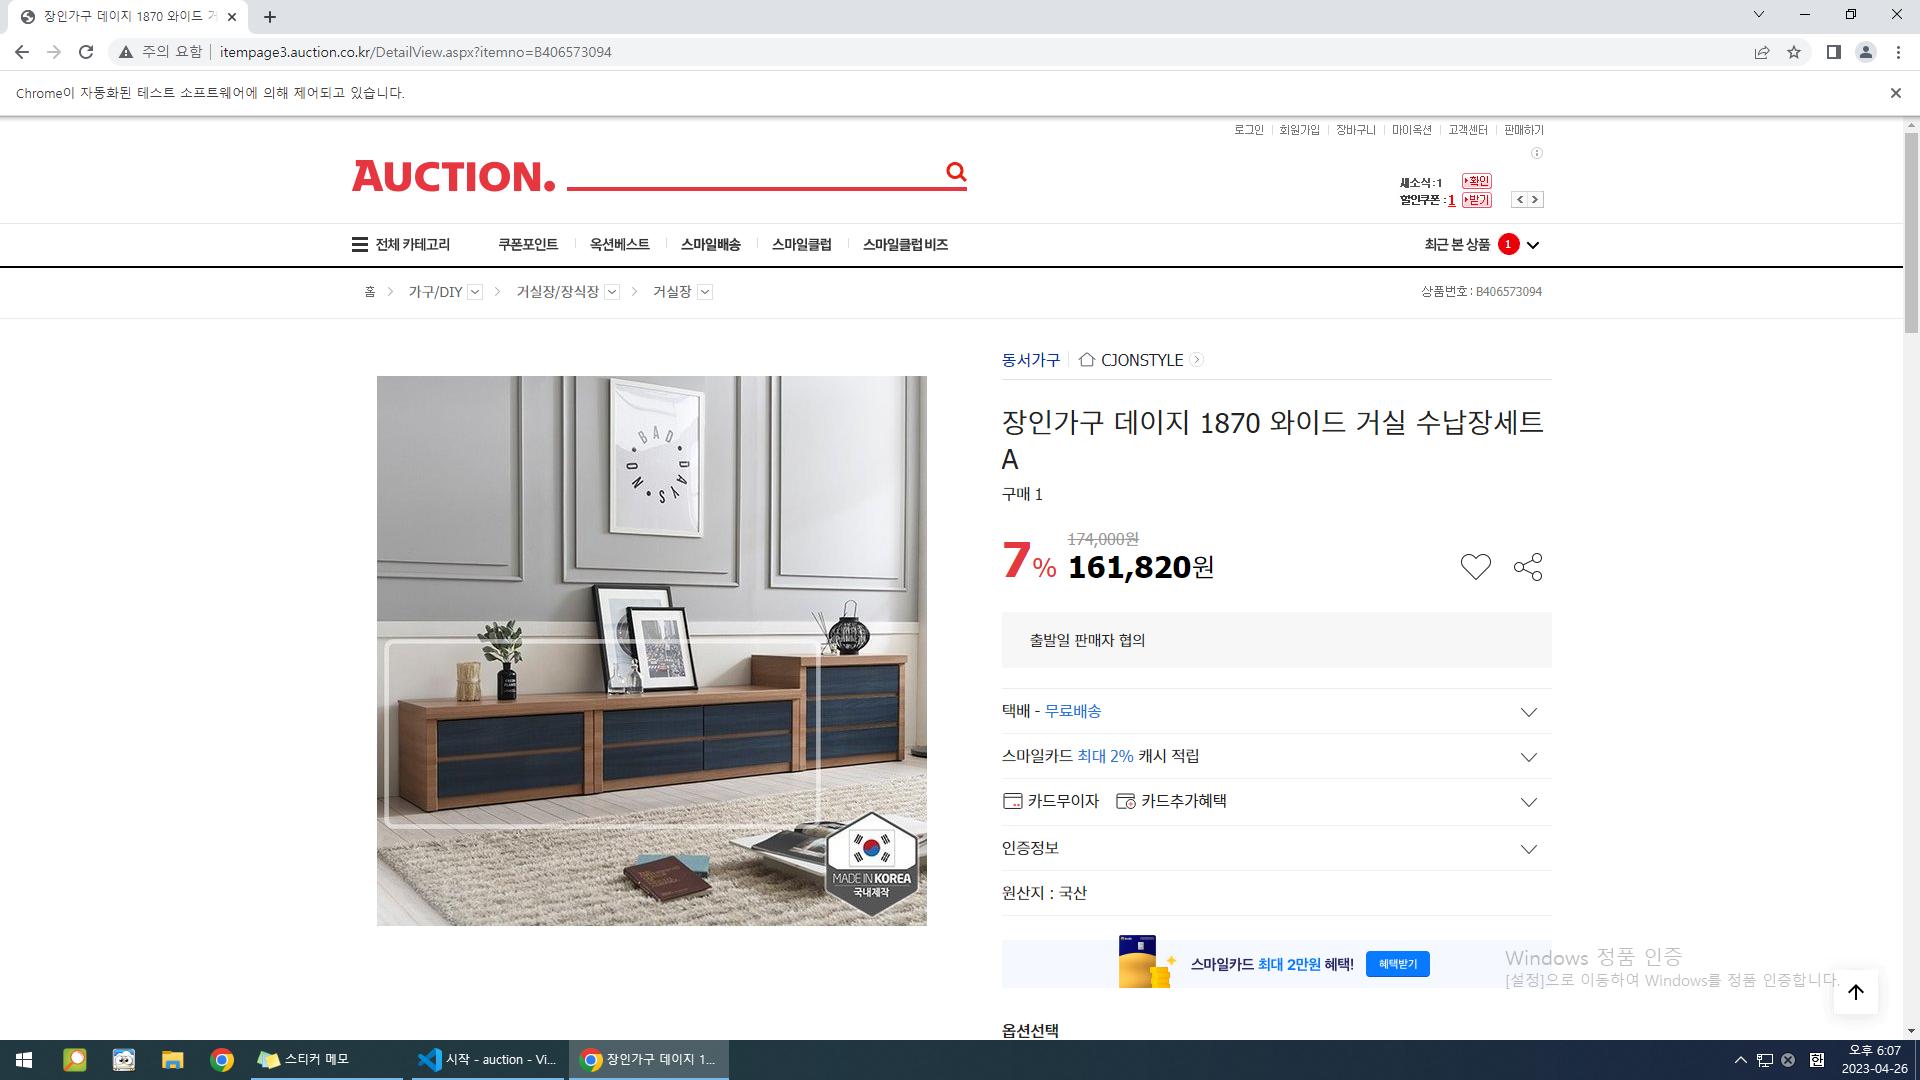 장인가구 데이지 1870 와이드 거
주의 요함
itempage3.auction.co.kr/DetailView.aspx?itemno=B406573094
Chrome이 자동화된 테스트 소프트웨어에 의해 제어되고 있습니다.
로그인 회원가입 장바구니 마이옥션 고객센터 판매하기
AUCTION.
새소식:1 확인
할인쿠폰 : 1 받기
전체 카테고리 쿠폰포인트 옥션베스트 스마일배송 스마일클럽 스마일클럽 비즈 최근 본 상품 1
홈 > 가구/DIY > 거실장/장식장 > 거실장 상품번호 : B406573094
동서가구 CJONSTYLE
장인가구 데이지 1870 와이드 거실 수납장세트
A
구매 1
174,000원
7% 161,820원
출발일 판매자 협의
택배 - 무료배송
스마일카드 최대 2% 캐시 적립
카드무이자 카드추가혜택
인증정보
원산지 : 국산
스마일카드 최대 2만원 혜택! 혜택받기
옵션선택
BAD DAYS NO
MADE IN KOREA
국내제작
Windows 정품 인증
[설정]으로 이동하여 Windows를 정품 인증합니다.
스티커 메모
시작 - auction - Vi...
장인가구 데이지 1...
한
오후 6:07
2023-04-26